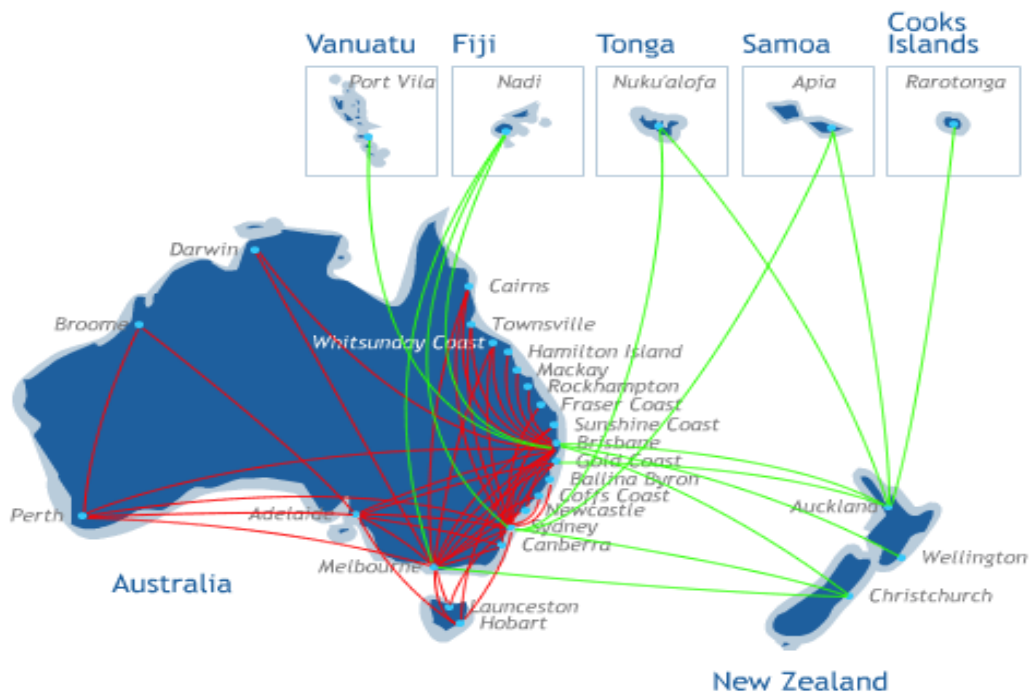 Vanuatu
Fiji
Tonga
Samoa
Cooks
Islands
Port Vila
Nadi
Nuku'alofa
Apia
Rarotonga
Darwin
Cairns
Broome
Townsville
Whitsunday Coast
Hamilton Island
Mackay
Rockhampton
Fraser Coast
Sunshine Coast
Brisbane
Gold Coast
Ballina Byron
Coffs Coast
Newcastle
Perth
Adelaide
Sydney
Auckland
Canberra
Melbourne
Wellington
Australia
Launceston
Hobart
Christchurch
New Zealand